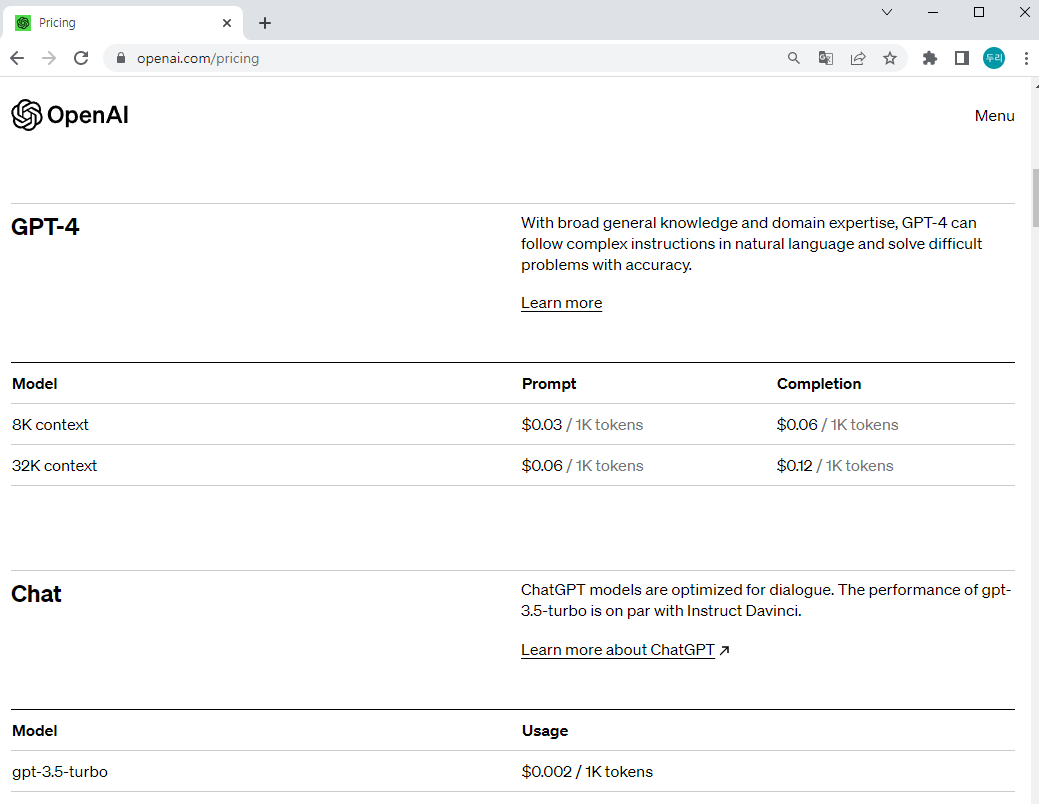 Pricing
openai.com/pricing
두리
OpenAI
Menu
GPT-4
With broad general knowledge and domain expertise, GPT-4 can
follow complex instructions in natural language and solve difficult
problems with accuracy.
Learn more
Model Prompt Completion
8K context $0.03 / 1K tokens $0.06 / 1K tokens
32K context $0.06 / 1K tokens $0.12 / 1K tokens
Chat
ChatGPT models are optimized for dialogue. The performance of gpt-
3.5-turbo is on par with Instruct Davinci.
Learn more about ChatGPT ↗
Model Usage
gpt-3.5-turbo $0.002 / 1K tokens